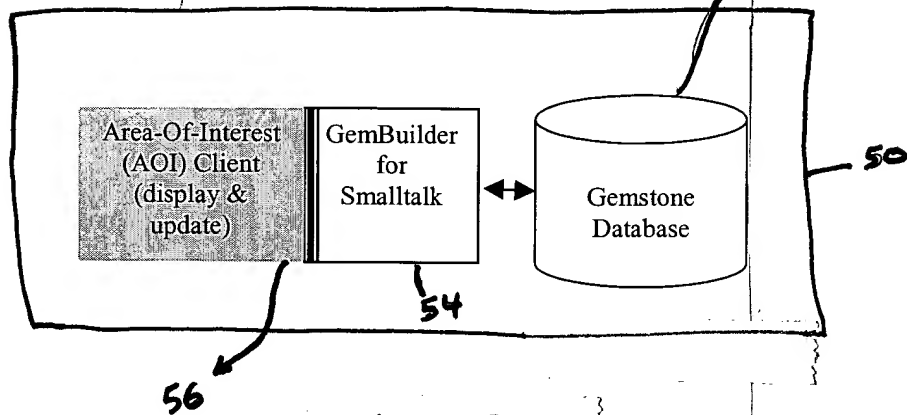 Area-Of-Interest
(AOI) Client
(display &
update)
GemBuilder
for
Smalltalk
Gemstone
Database
50
54
56